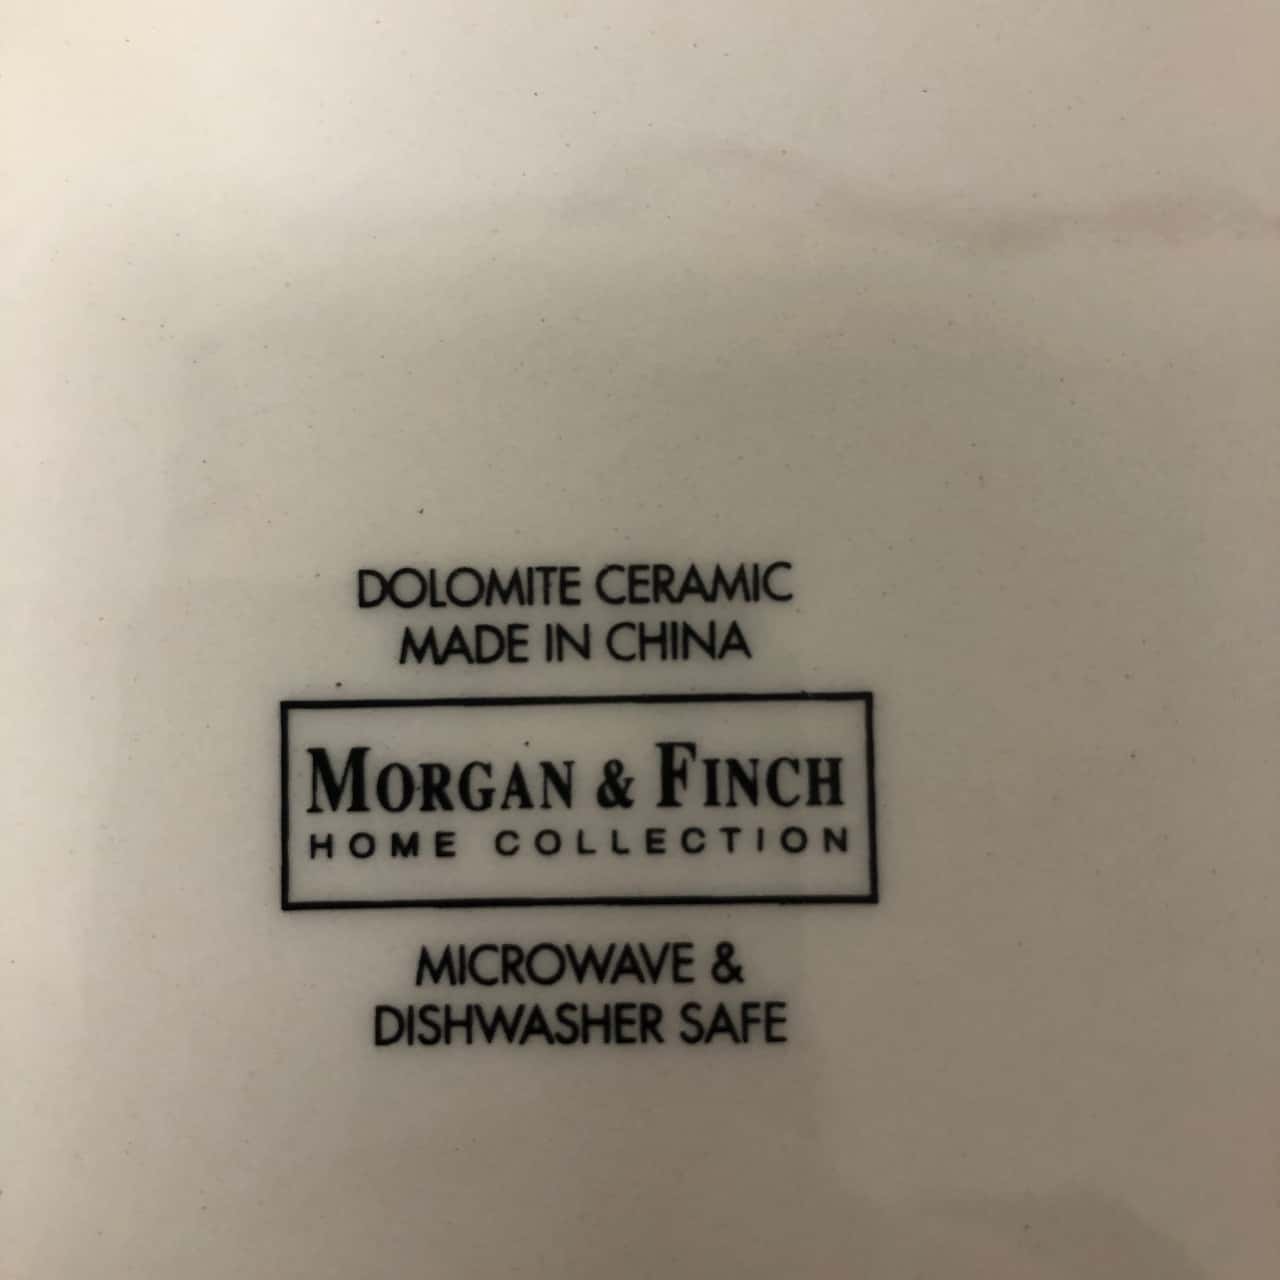 DOLOMITE CERAMIC
MADE IN CHINA
MORGAN & FINCH
HOME COLLECTION
MICROWAVE &
DISHWASHER SAFE